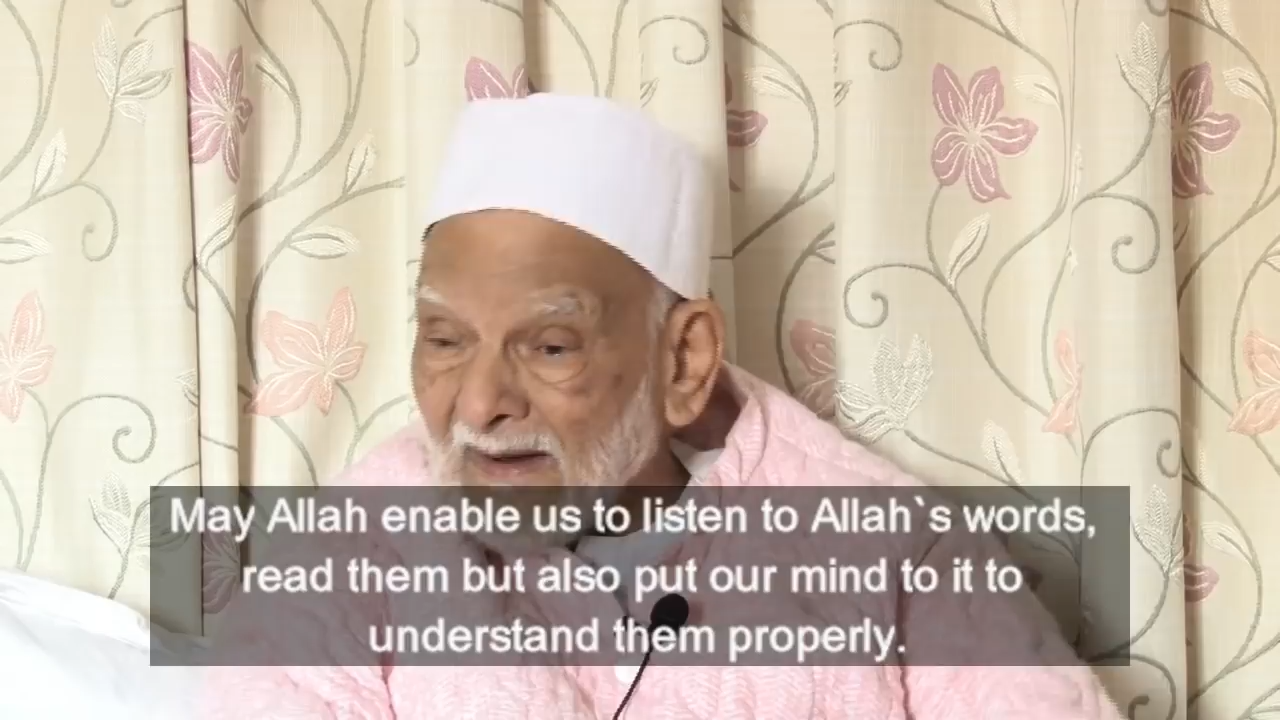 May Allah enable us to listen to Allah`s words,
read them but also put our mind to it to
understand them properly.